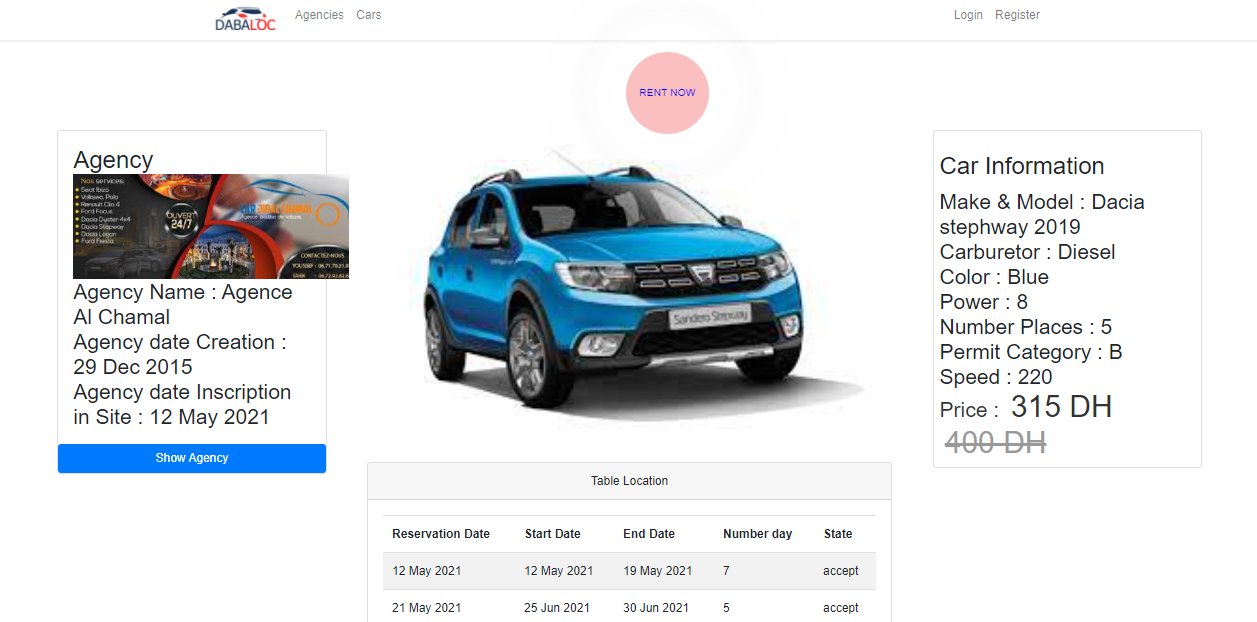 DABALOC
Agencies
Cars
Login
Register
RENT NOW
Agency
Nos services:
Seat Ibiza
Volkswa, Polo
Renault Clio 4
Ford Focus
Dacia Duster 4x4
Dacia Stepway
Dacia Logan
Ford Fiesta
OUVERT
24/7
CONTACTEZ-NOUS
Agency Name : Agence
Al Chamal
Agency date Creation :
29 Dec 2015
Agency date Inscription
in Site : 12 May 2021
Show Agency
Sandero Stepway
Car Information
Make & Model : Dacia
stephway 2019
Carburetor : Diesel
Color : Blue
Power : 8
Number Places : 5
Permit Category : B
Speed : 220
Price : 315 DH
400 DH
Table Location
Reservation Date Start Date End Date Number day State
12 May 2021 12 May 2021 19 May 2021 7 accept
21 May 2021 25 Jun 2021 30 Jun 2021 5 accept